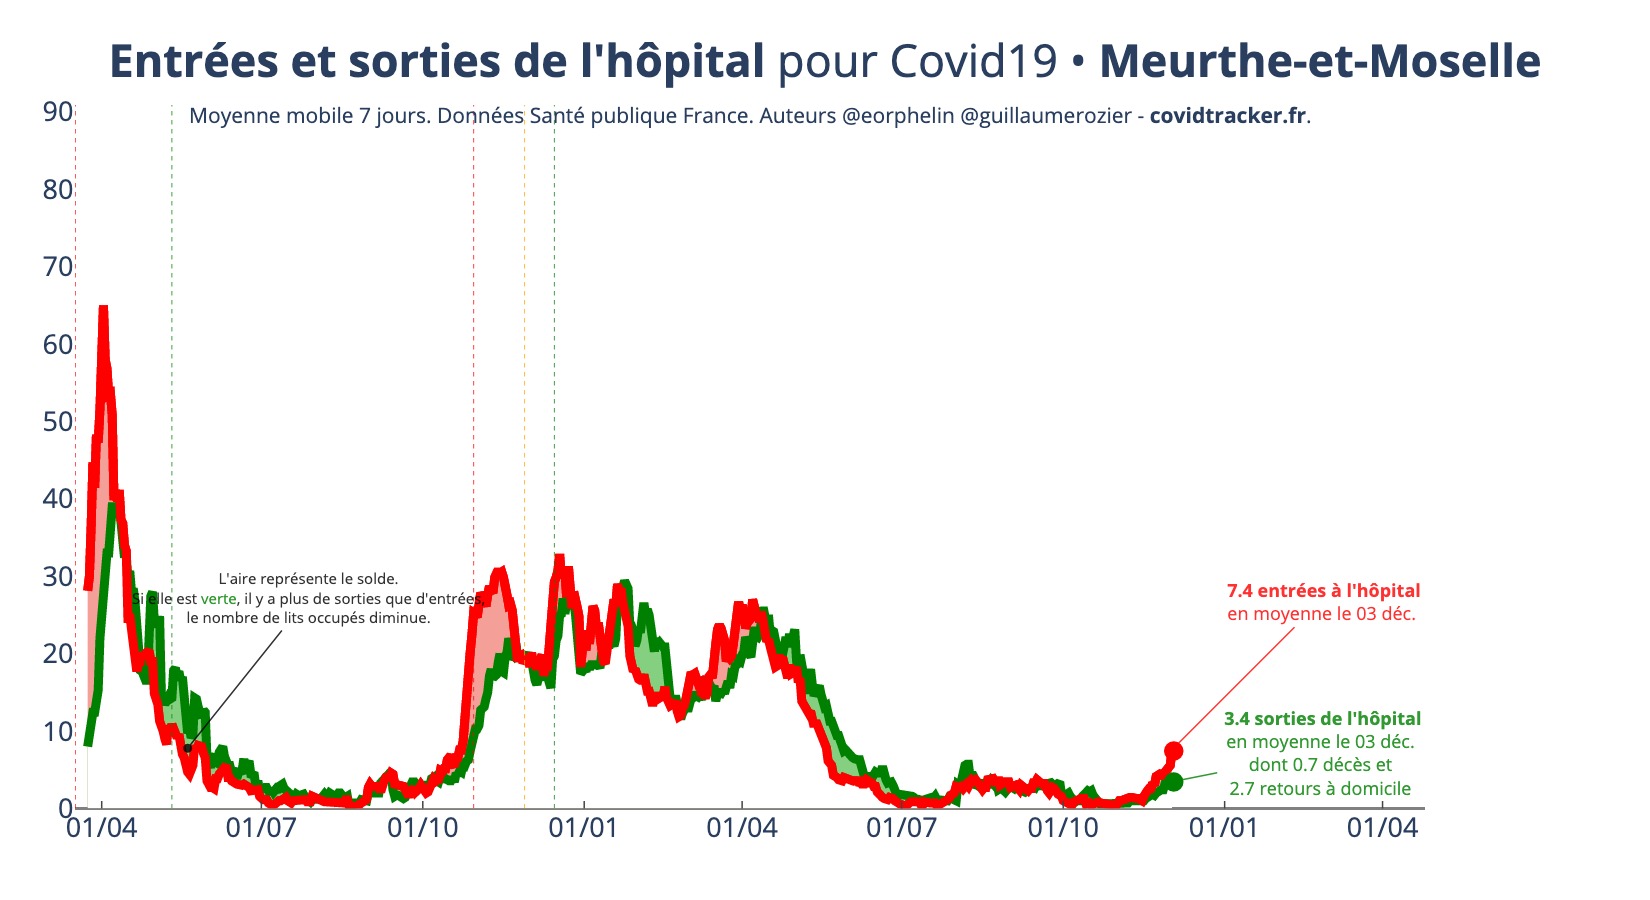 Entrées et sorties de l'hôpital pour Covid19 • Meurthe-et-Moselle
Moyenne mobile 7 jours. Données Santé publique France. Auteurs @eorphelin @guillaumerozier - covidtracker.fr.
90
80
70
60
50
40
30
20
10
0
L'aire représente le solde.
Si elle est verte, il y a plus de sorties que d'entrées,
le nombre de lits occupés diminue.
7.4 entrées à l'hôpital
en moyenne le 03 déc.
3.4 sorties de l'hôpital
en moyenne le 03 déc.
dont 0.7 décès et
2.7 retours à domicile
01/04 01/07 01/10 01/01 01/04 01/07 01/10 01/01 01/04